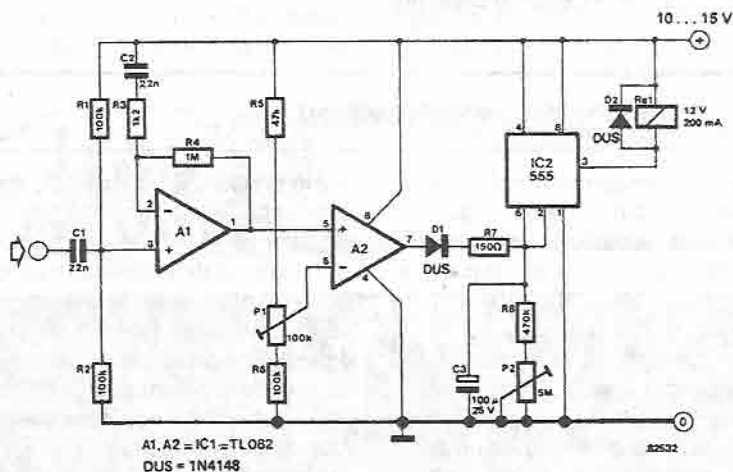 10 . . . 15 V
C2
22n
R1
100k
R3
1k2
R5
47k
R4
1M
D2
DUS
Re1
12 V
200 mA
4
8
IC2
555
3
6
2
1
2
A1
1
3
C1
22n
5
8
A2
7
6
4
D1
DUS
R7
150Ω
P1
100k
R8
470k
C3
100 µ
25 V
P2
5M
R2
100k
R6
100k
0
82532
A1, A2 = IC1 = TL062
DUS = 1N4148